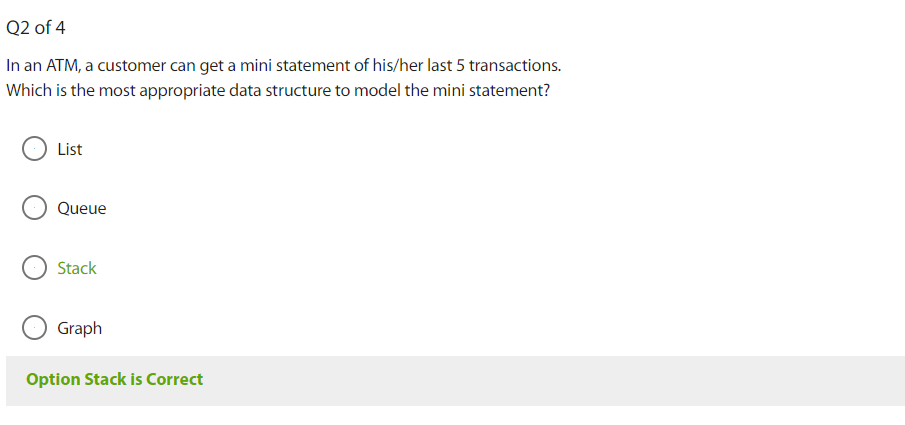 Q2 of 4
In an ATM, a customer can get a mini statement of his/her last 5 transactions.
Which is the most appropriate data structure to model the mini statement?
List
Queue
Stack
Graph
Option Stack is Correct